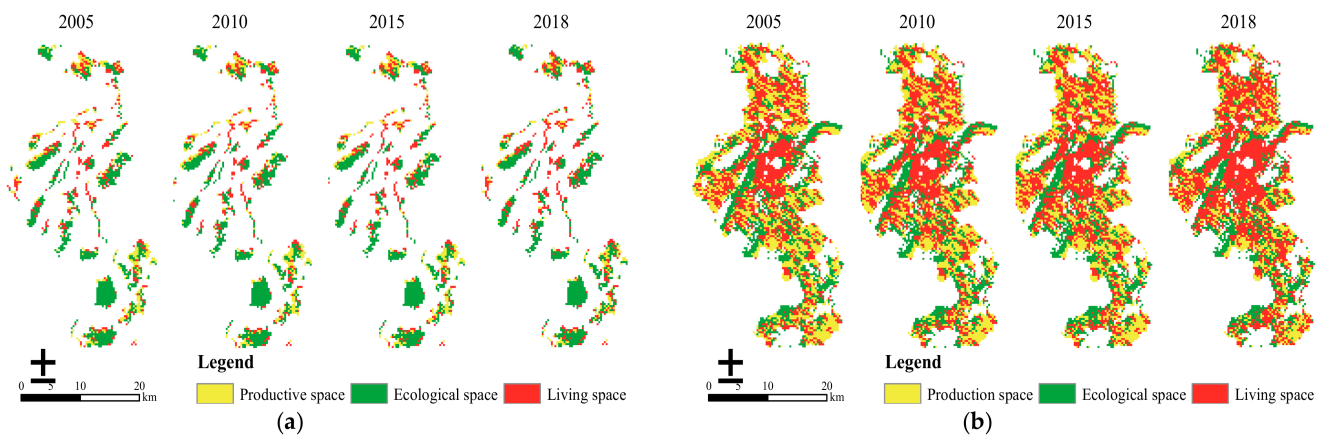 2005 2010 2015 2018
Legend
0 5 10 20 km
Productive space Ecological space Living space
(a)
2005 2010 2015 2018
Legend
0 5 10 20 km
Production space Ecological space Living space
(b)